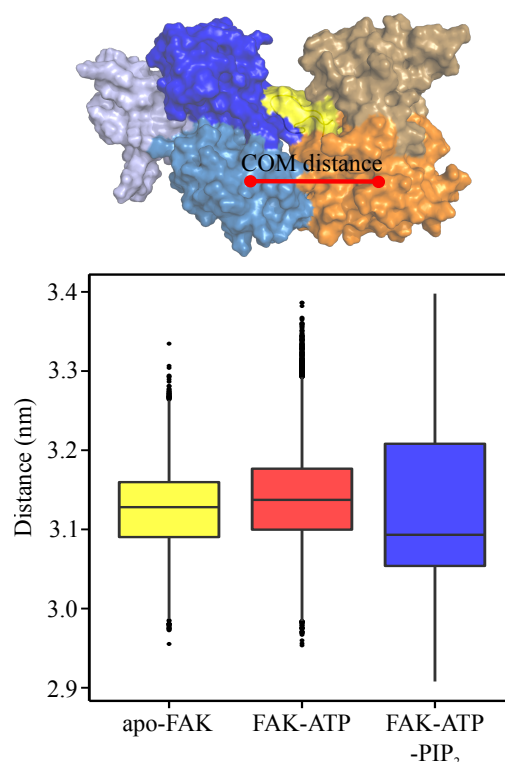 COM distance
Distance (nm)
3.4
3.3
3.2
3.1
3.0
2.9
apo-FAK
FAK-ATP
FAK-ATP
-PIP₂